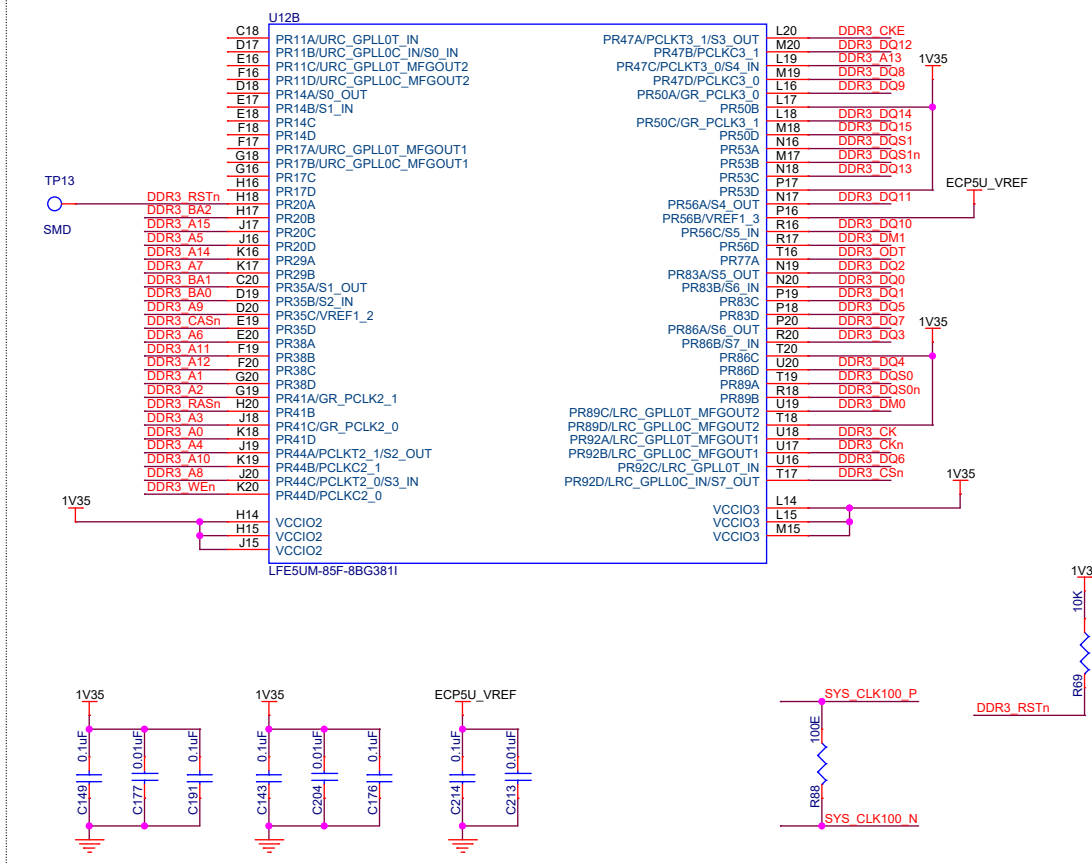 U12B
C18 PR11A/URC_GPLL0T_IN PR47A/PCLKT3_1/S3_OUT L20 DDR3_CKE
D17 PR11B/URC_GPLL0C_IN/S0_IN PR47B/PCLKC3_1 M20 DDR3_DQ12
E16 PR11C/URC_GPLL0T_MFGOUT2 PR47C/PCLKT3_0/S4_IN L19 DDR3_A13
1V35
F16 PR11D/URC_GPLL0C_MFGOUT2 PR47D/PCLKC3_0 M19 DDR3_DQ8
D18 PR14A/S0_OUT PR50A/GR_PCLK3_0 L16 DDR3_DQ9
E17 PR14B/S1_IN PR50B L17
E18 PR14C PR50C/GR_PCLK3_1 L18 DDR3_DQ14
F18 PR14D PR50D M18 DDR3_DQ15
F17 PR17A/URC_GPLL0T_MFGOUT1 PR53A N16 DDR3_DQS1
G18 PR17B/URC_GPLL0C_MFGOUT1 PR53B M17 DDR3_DQS1n
G16 PR17C PR53C N18 DDR3_DQ13
TP13
H16 PR17D PR53D P17
ECP5U_VREF
DDR3_RSTn H18 PR20A PR56A/S4_OUT N17 DDR3_DQ11
DDR3_BA2 H17 PR20B PR56B/VREF1_3 P16
SMD
DDR3_A15 J17 PR20C PR56C/S5_IN R16 DDR3_DQ10
DDR3_A5 J16 PR20D PR56D R17 DDR3_DM1
DDR3_A14 K16 PR29A PR77A T16 DDR3_ODT
DDR3_A7 K17 PR29B PR83A/S5_OUT N19 DDR3_DQ2
DDR3_BA1 C20 PR35A/S1_OUT PR83B/S6_IN N20 DDR3_DQ0
DDR3_BA0 D19 PR35B/S2_IN PR83C P19 DDR3_DQ1
DDR3_A9 D20 PR35C/VREF1_2 PR83D P18 DDR3_DQ5
1V35
DDR3_CASn E19 PR35D PR86A/S6_OUT P20 DDR3_DQ7
DDR3_A6 E20 PR38A PR86B/S7_IN R20 DDR3_DQ3
DDR3_A11 F19 PR38B PR86C T20
DDR3_A12 F20 PR38C PR86D U20 DDR3_DQ4
DDR3_A1 G20 PR38D PR89A T19 DDR3_DQS0
DDR3_A2 G19 PR41A/GR_PCLK2_1 PR89B R18 DDR3_DQS0n
DDR3_RASn H20 PR41B PR89C/LRC_GPLL0T_MFGOUT2 U19 DDR3_DM0
DDR3_A3 J18 PR41C/GR_PCLK2_0 PR89D/LRC_GPLL0C_MFGOUT2 T18
DDR3_A0 K18 PR41D PR92A/LRC_GPLL0T_MFGOUT1 U18 DDR3_CK
DDR3_A4 J19 PR44A/PCLKT2_1/S2_OUT PR92B/LRC_GPLL0C_MFGOUT1 U17 DDR3_CKn
DDR3_A10 K19 PR44B/PCLKC2_1 PR92C/LRC_GPLL0T_IN U16 DDR3_DQ6
DDR3_A8 J20 PR44C/PCLKT2_0/S3_IN PR92D/LRC_GPLL0C_IN/S7_OUT T17 DDR3_CSn
DDR3_WEn K20 PR44D/PCLKC2_0
1V35 1V35
H14 VCCIO2 VCCIO3 L14
H15 VCCIO2 VCCIO3 L15
J15 VCCIO2 VCCIO3 M15
LFE5UM-85F-8BG381I
10K
R69
DDR3_RSTn
1V35
0.1uF 0.01uF 0.1uF
C149 C177 C191
1V35
0.1uF 0.01uF 0.1uF
C143 C204 C176
ECP5U_VREF
0.1uF 0.01uF
C214 C213
SYS_CLK100_P
100E
R88
SYS_CLK100_N